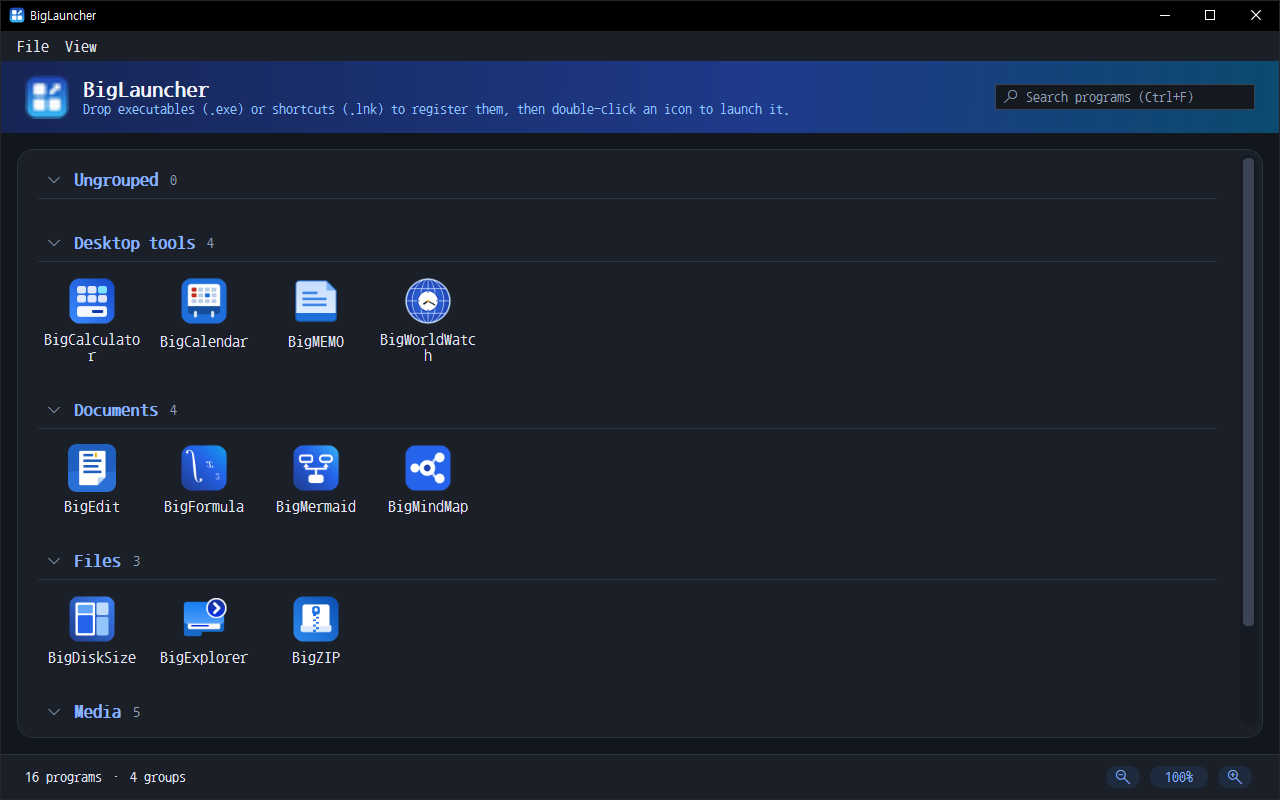 BigLauncher
File View
BigLauncher
Drop executables (.exe) or shortcuts (.lnk) to register them, then double-click an icon to launch it.
Search programs (Ctrl+F)
Ungrouped 0
Desktop tools 4
BigCalculato
r
BigCalendar
BigMEMO
BigWorldWatc
h
Documents 4
BigEdit
BigFormula
BigMermaid
BigMindMap
Files 3
BigDiskSize
BigExplorer
BigZIP
Media 5
16 programs · 4 groups
100%